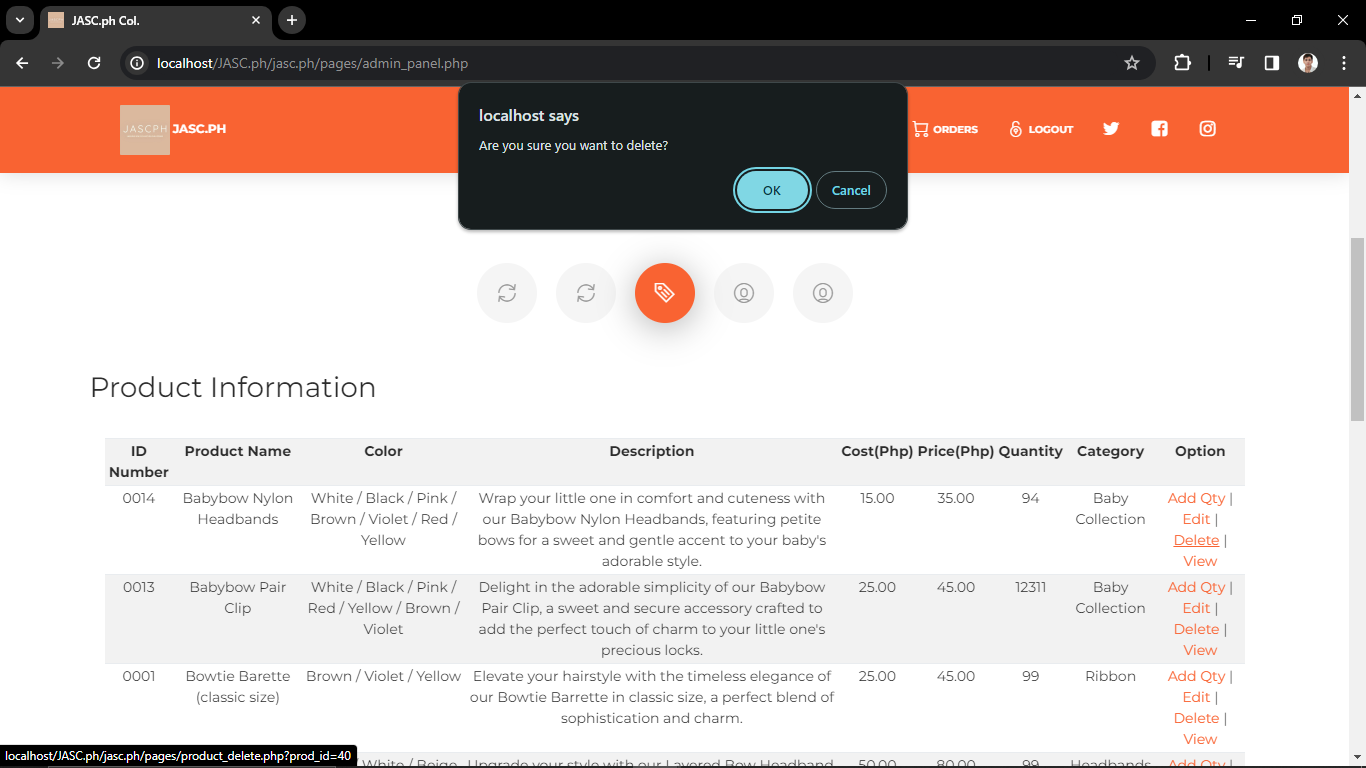 JASC.ph Col.
localhost/JASC.ph/jasc.ph/pages/admin_panel.php
JASCPH JASC.PH
ORDERS LOGOUT
localhost says
Are you sure you want to delete?
OK Cancel
Product Information
ID Number Product Name Color Description Cost(Php) Price(Php) Quantity Category Option
0014 Babybow Nylon White / Black / Pink / Wrap your little one in comfort and cuteness with 15.00 35.00 94 Baby Add Qty |
Headbands Brown / Violet / Red / our Babybow Nylon Headbands, featuring petite Collection Edit |
Yellow bows for a sweet and gentle accent to your baby's Delete |
adorable style. View
0013 Babybow Pair White / Black / Pink / Delight in the adorable simplicity of our Babybow 25.00 45.00 12311 Baby Add Qty |
Clip Red / Yellow / Brown / Pair Clip, a sweet and secure accessory crafted to Collection Edit |
Violet add the perfect touch of charm to your little one's Delete |
precious locks. View
0001 Bowtie Barette Brown / Violet / Yellow Elevate your hairstyle with the timeless elegance of 25.00 45.00 99 Ribbon Add Qty |
(classic size) our Bowtie Barrette in classic size, a perfect blend of Edit |
sophistication and charm. Delete |
View
localhost/JASC.ph/jasc.ph/pages/product_delete.php?prod_id=40
/ White / Beige Upgrade your style with our Layered Bow Headband 50.00 80.00 99 Headbands Add Qty |